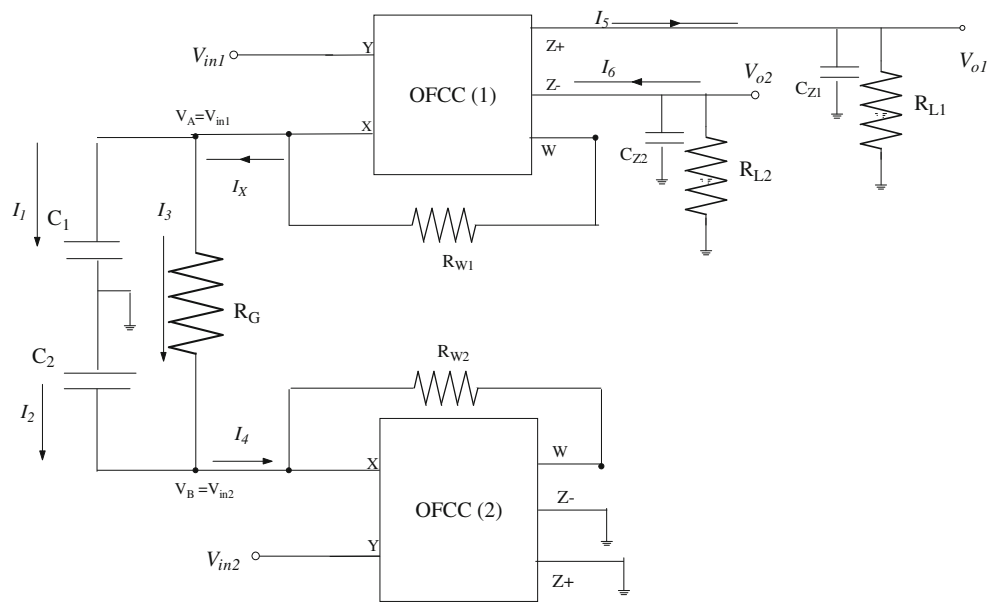 I5
Y
Z+
Vin1
Vo1
I6
OFCC (1)
Z-
Vo2
CZ1
RL1
VA=Vin1
X
W
CZ2
RL2
IX
I1
C1
I3
RW1
RG
C2
RW2
I2
I4
X
W
VB =Vin2
OFCC (2)
Z-
Vin2
Y
Z+